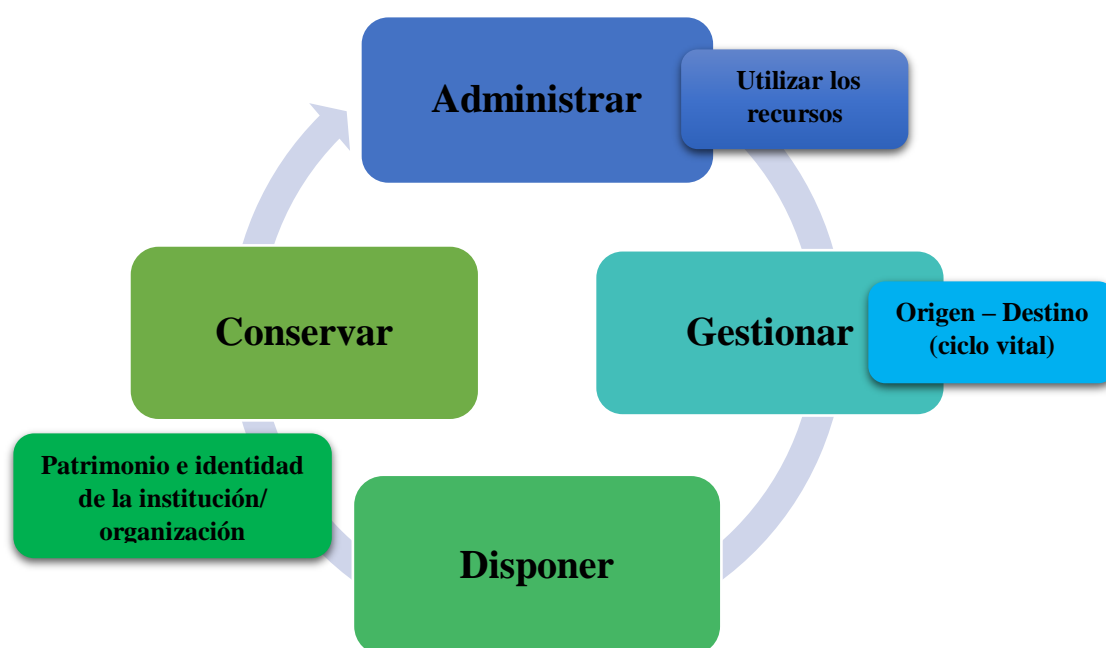 Administrar
Utilizar los
recursos
Gestionar
Origen – Destino
(ciclo vital)
Disponer
Conservar
Patrimonio e identidad
de la institución/
organización